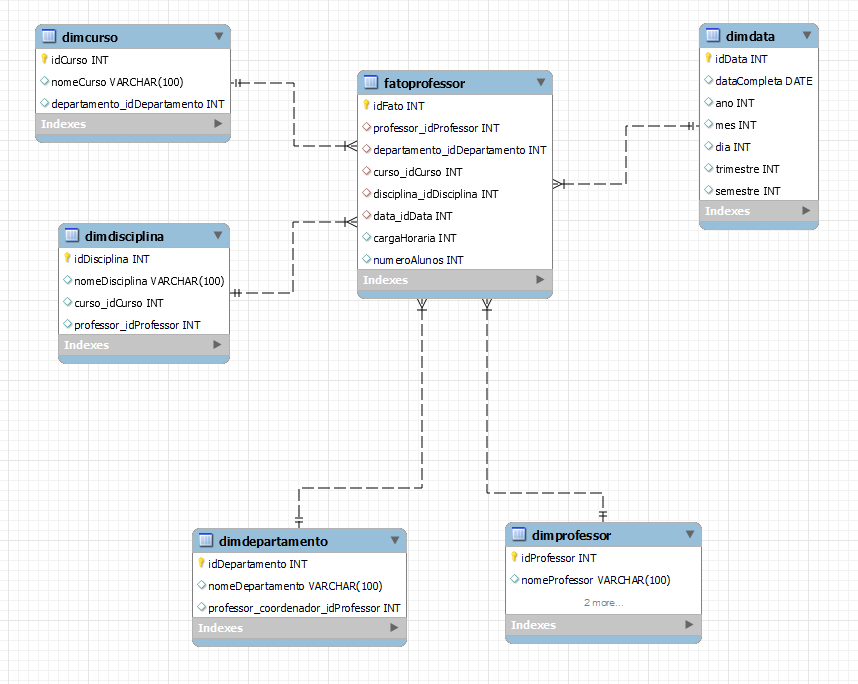 dimcurso
idCurso INT
nomeCurso VARCHAR(100)
departamento_idDepartamento INT
Indexes
fatoprofessor
idFato INT
professor_idProfessor INT
departamento_idDepartamento INT
curso_idCurso INT
disciplina_idDisciplina INT
data_idData INT
cargaHoraria INT
numeroAlunos INT
Indexes
dimdata
idData INT
dataCompleta DATE
ano INT
mes INT
dia INT
trimestre INT
semestre INT
Indexes
dimdisciplina
idDisciplina INT
nomeDisciplina VARCHAR(100)
curso_idCurso INT
professor_idProfessor INT
Indexes
dimdepartamento
idDepartamento INT
nomeDepartamento VARCHAR(100)
professor_coordenador_idProfessor INT
Indexes
dimprofessor
idProfessor INT
nomeProfessor VARCHAR(100)
2 more...
Indexes